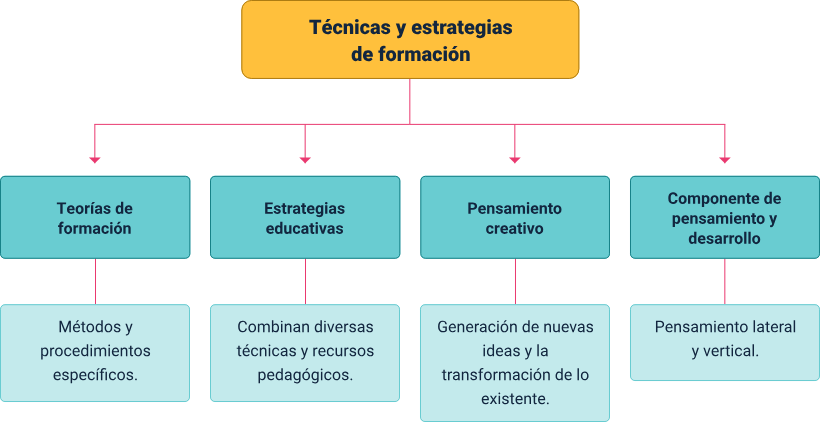 Técnicas y estrategias
de formación
Teorías de
formación
Estrategias
educativas
Pensamiento
creativo
Componente de
pensamiento y
desarrollo
Métodos y
procedimientos
específicos.
Combinan diversas
técnicas y recursos
pedagógicos.
Generación de nuevas
ideas y la
transformación de lo
existente.
Pensamiento lateral
y vertical.